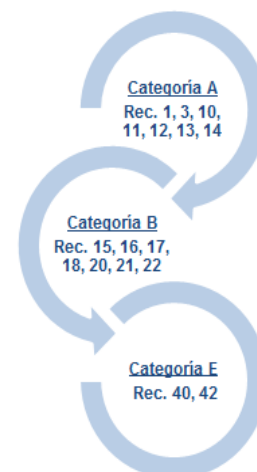 Categoría A
Rec. 1, 3, 10,
11, 12, 13, 14
Categoría B
Rec. 15, 16, 17,
18, 20, 21, 22
Categoría E
Rec. 40, 42